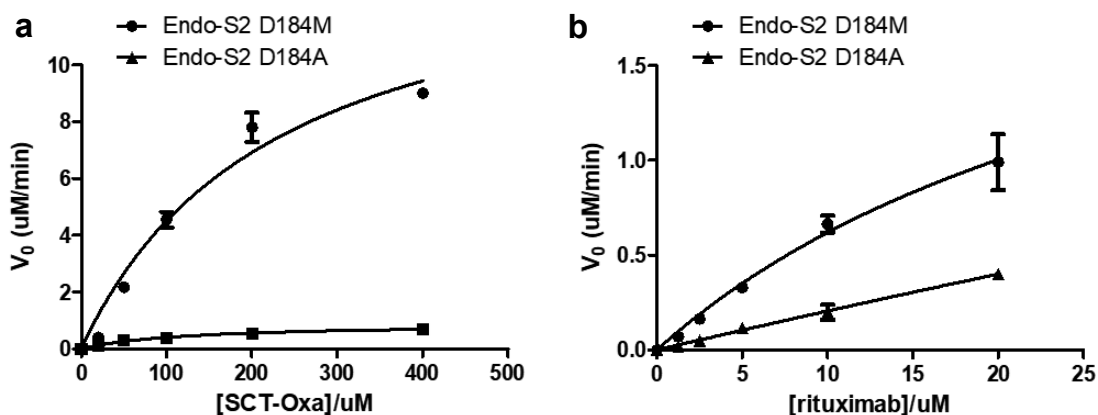 a
Endo-S2 D184M
Endo-S2 D184A
10
8
6
4
2
0
V0 (uM/min)
0 100 200 300 400 500
[SCT-Oxa]/uM
b
Endo-S2 D184M
Endo-S2 D184A
1.5
1.0
0.5
0.0
V0 (uM/min)
0 5 10 15 20 25
[rituximab]/uM